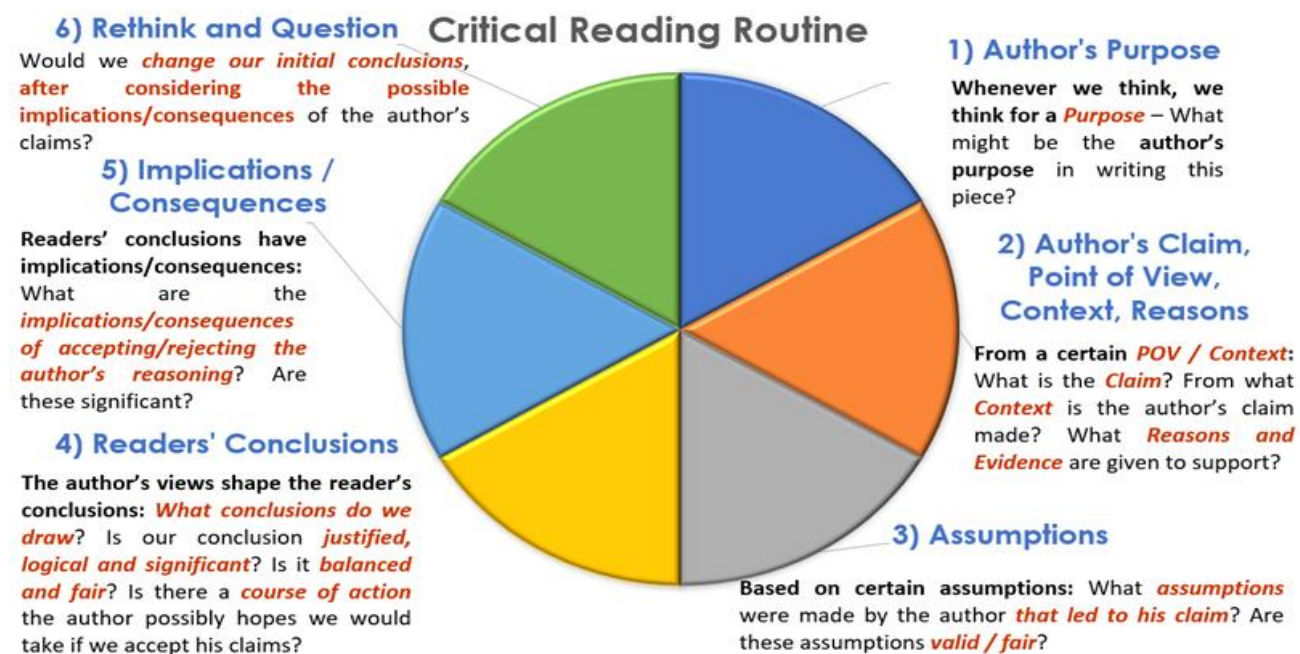 Critical Reading Routine
1) Author's Purpose
Whenever we think, we
think for a Purpose – What
might be the author's
purpose in writing this
piece?
2) Author's Claim,
Point of View,
Context, Reasons
From a certain POV / Context:
What is the Claim? From what
Context is the author's claim
made? What Reasons and
Evidence are given to support?
3) Assumptions
Based on certain assumptions: What assumptions
were made by the author that led to his claim? Are
these assumptions valid / fair?
4) Readers' Conclusions
The author's views shape the reader's
conclusions: What conclusions do we
draw? Is our conclusion justified,
logical and significant? Is it balanced
and fair? Is there a course of action
the author possibly hopes we would
take if we accept his claims?
5) Implications /
Consequences
Readers' conclusions have
implications/consequences:
What are the
implications/consequences
of accepting/rejecting the
author's reasoning? Are
these significant?
6) Rethink and Question
Would we change our initial conclusions,
after considering the possible
implications/consequences of the author's
claims?